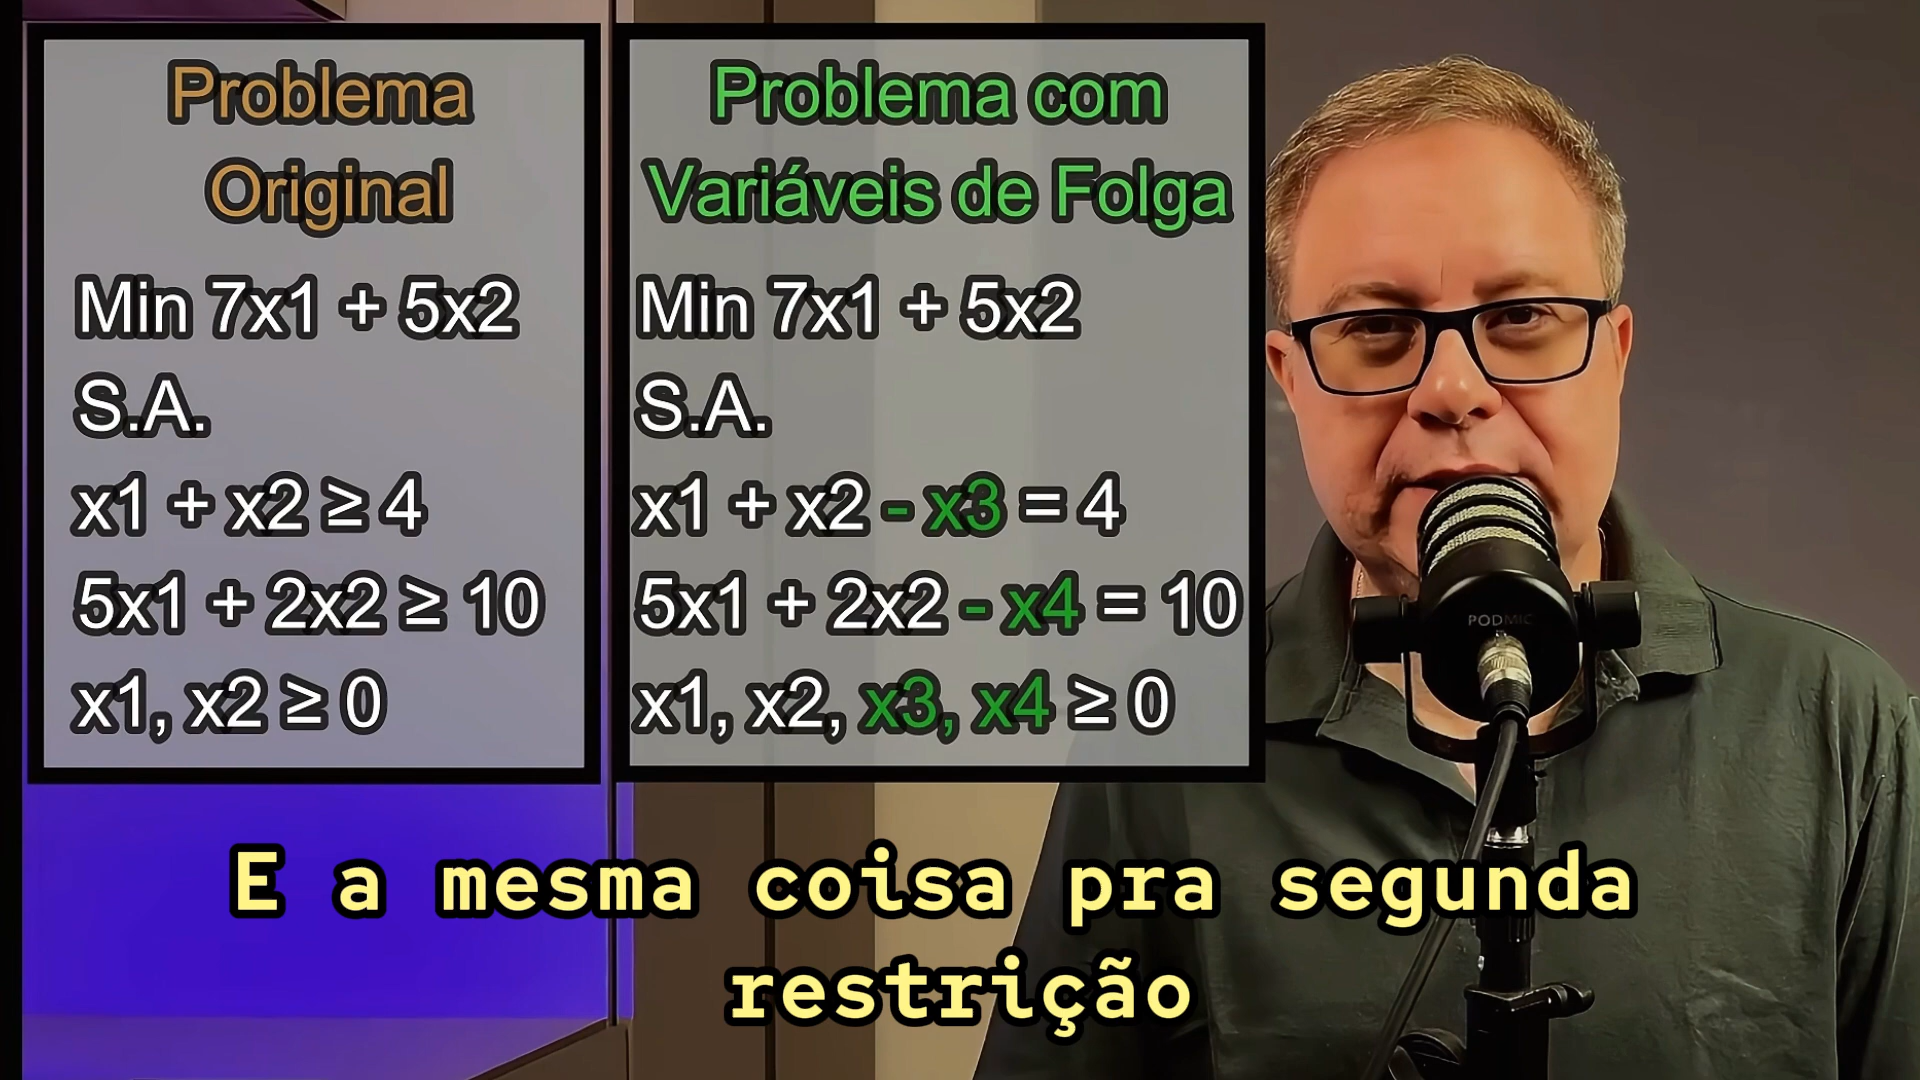 Problema
Original
Min 7x1 + 5x2
S.A.
x1 + x2 ≥ 4
5x1 + 2x2 ≥ 10
x1, x2 ≥ 0
Problema com
Variáveis de Folga
Min 7x1 + 5x2
S.A.
x1 + x2 - x3 = 4
5x1 + 2x2 - x4 = 10
x1, x2, x3, x4 ≥ 0
PODMIC
E a mesma coisa pra segunda
restrição